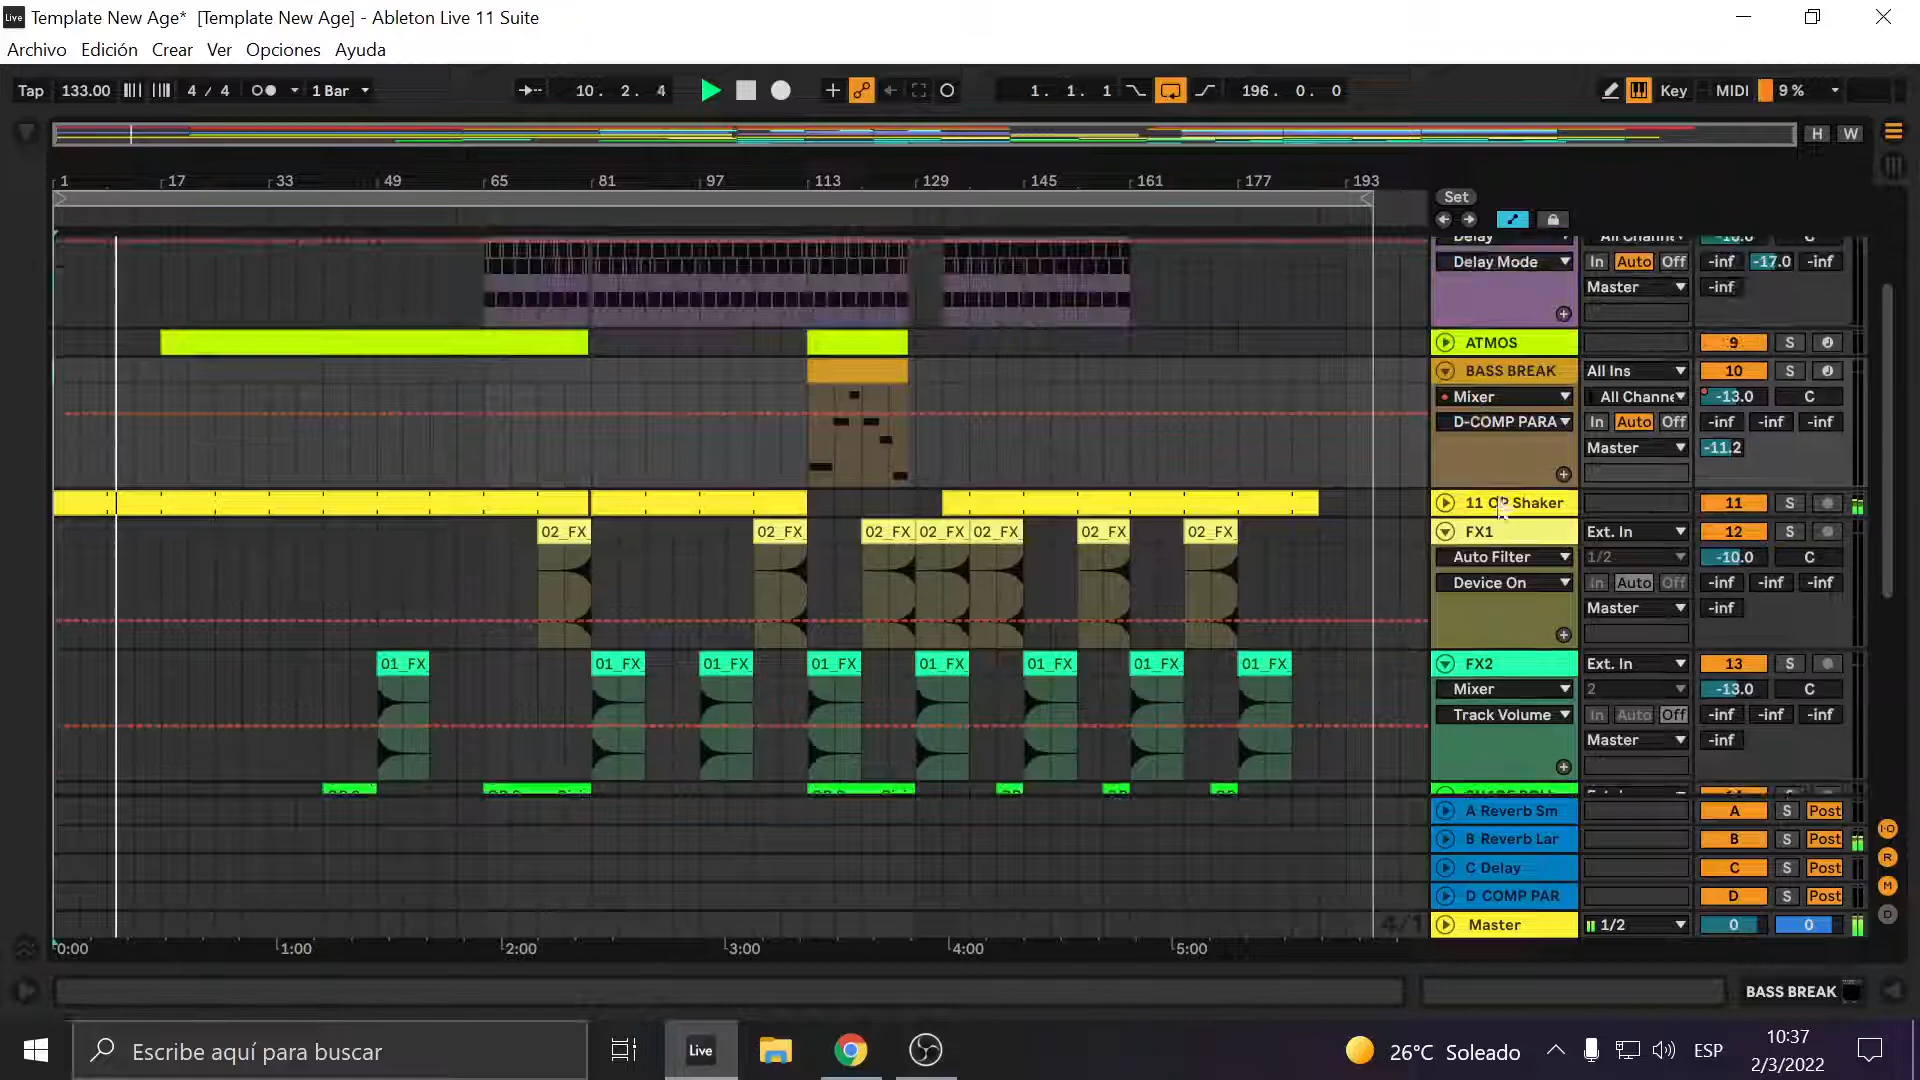 Live Template New Age* [Template New Age] - Ableton Live 11 Suite
Archivo Edición Crear Ver Opciones Ayuda
Tap 133.00 4 / 4 1 Bar 10. 2. 4 1. 1. 1 196. 0. 0 Key MIDI 9 %
H W
1 17 33 49 65 81 97 113 129 145 161 177 193
Set
Delay
Delay Mode In Auto Off -inf -17.0 -inf
Master -inf
ATMOS 9 S
BASS BREAK All Ins 10 S
Mixer All Channe -13.0 C
D-COMP PARA In Auto Off -inf -inf -inf
Master -11.2
11 OP Shaker 11 S
02_FX 02_FX 02_FX 02_FX 02_FX 02_FX 02_FX FX1 Ext. In 12 S
Auto Filter 1/2 -10.0 C
Device On In Auto Off -inf -inf -inf
Master -inf
01_FX 01_FX 01_FX 01_FX 01_FX 01_FX 01_FX 01_FX FX2 Ext. In 13 S
Mixer 2 -13.0 C
Track Volume In Auto Off -inf -inf -inf
Master -inf
A Reverb Sm A S Post
B Reverb Lar B S Post
C Delay C S Post
D COMP PAR D S Post
4/1 Master 1/2 0 0
I·O
R
M
D
0:00 1:00 2:00 3:00 4:00 5:00
BASS BREAK
Escribe aquí para buscar
Live
26°C Soleado
ESP
10:37
2/3/2022